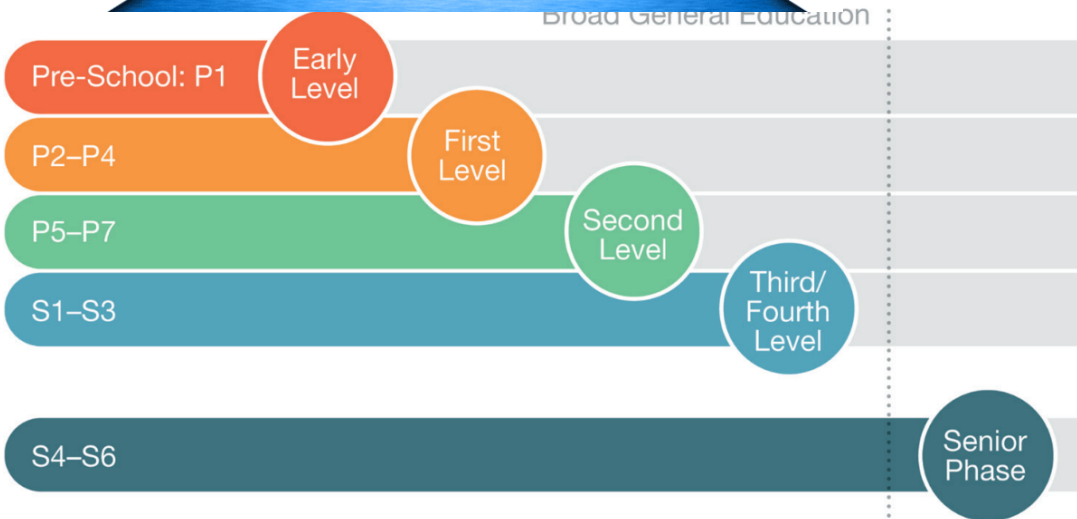 Broad General Education
Pre-School: P1
Early
Level
P2–P4
First
Level
P5–P7
Second
Level
S1–S3
Third/
Fourth
Level
S4–S6
Senior
Phase